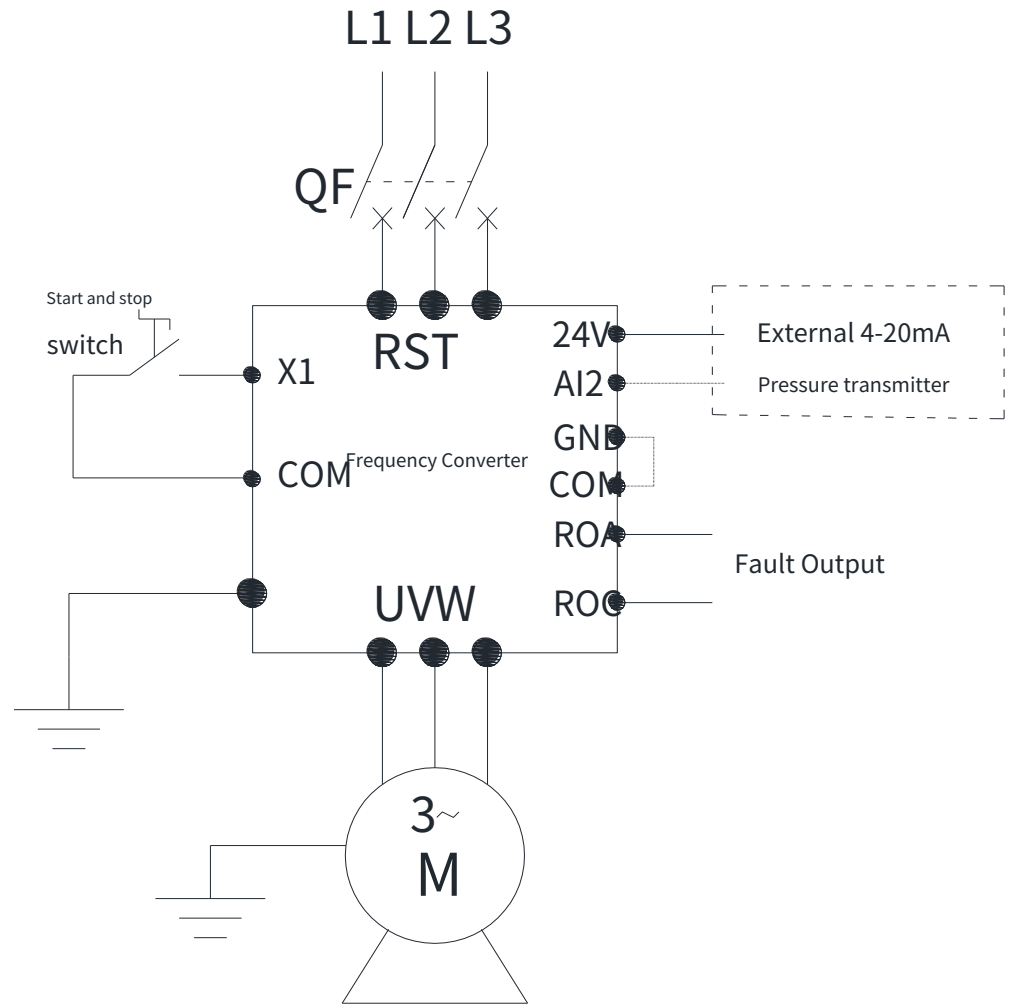 L1 L2 L3
QF
Start and stop
switch
X1
COM
RST
Frequency Converter
UVW
24V
AI2
GND
COM
ROA
ROC
External 4-20mA
Pressure transmitter
Fault Output
3~
M